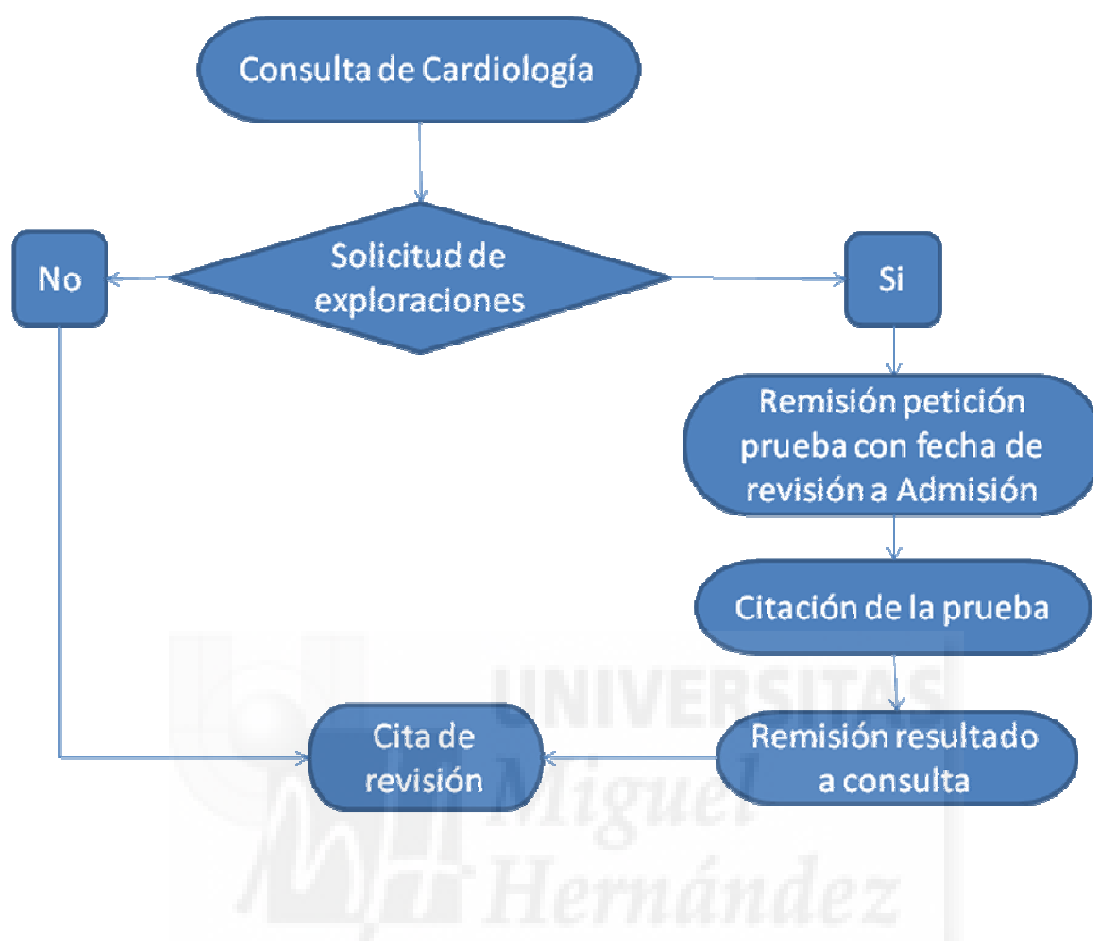 Consulta de Cardiología
Solicitud de
exploraciones
No
Si
Remisión petición
prueba con fecha de
revisión a Admisión
Citación de la prueba
Remisión resultado
a consulta
Cita de
revisión
UNIVERSITAS
Miguel
Hernández